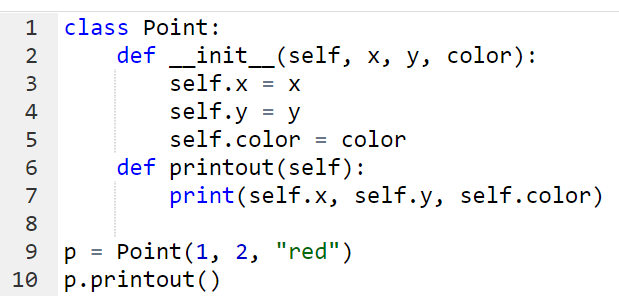 1 class Point:
2     def __init__(self, x, y, color):
3         self.x = x
4         self.y = y
5         self.color = color
6     def printout(self):
7         print(self.x, self.y, self.color)
8
9 p = Point(1, 2, "red")
10 p.printout()